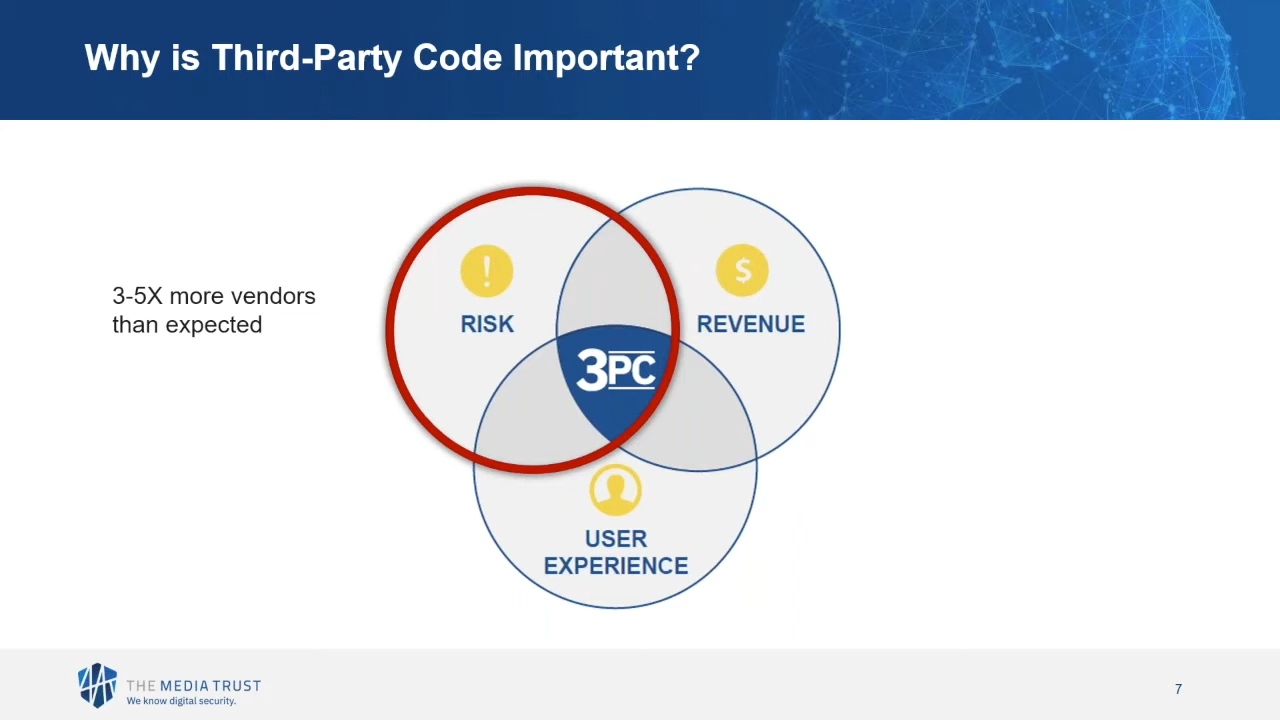 Why is Third-Party Code Important?
3-5X more vendors
than expected
!
RISK
$
REVENUE
3PC
USER
EXPERIENCE
THE MEDIA TRUST
We know digital security.
7